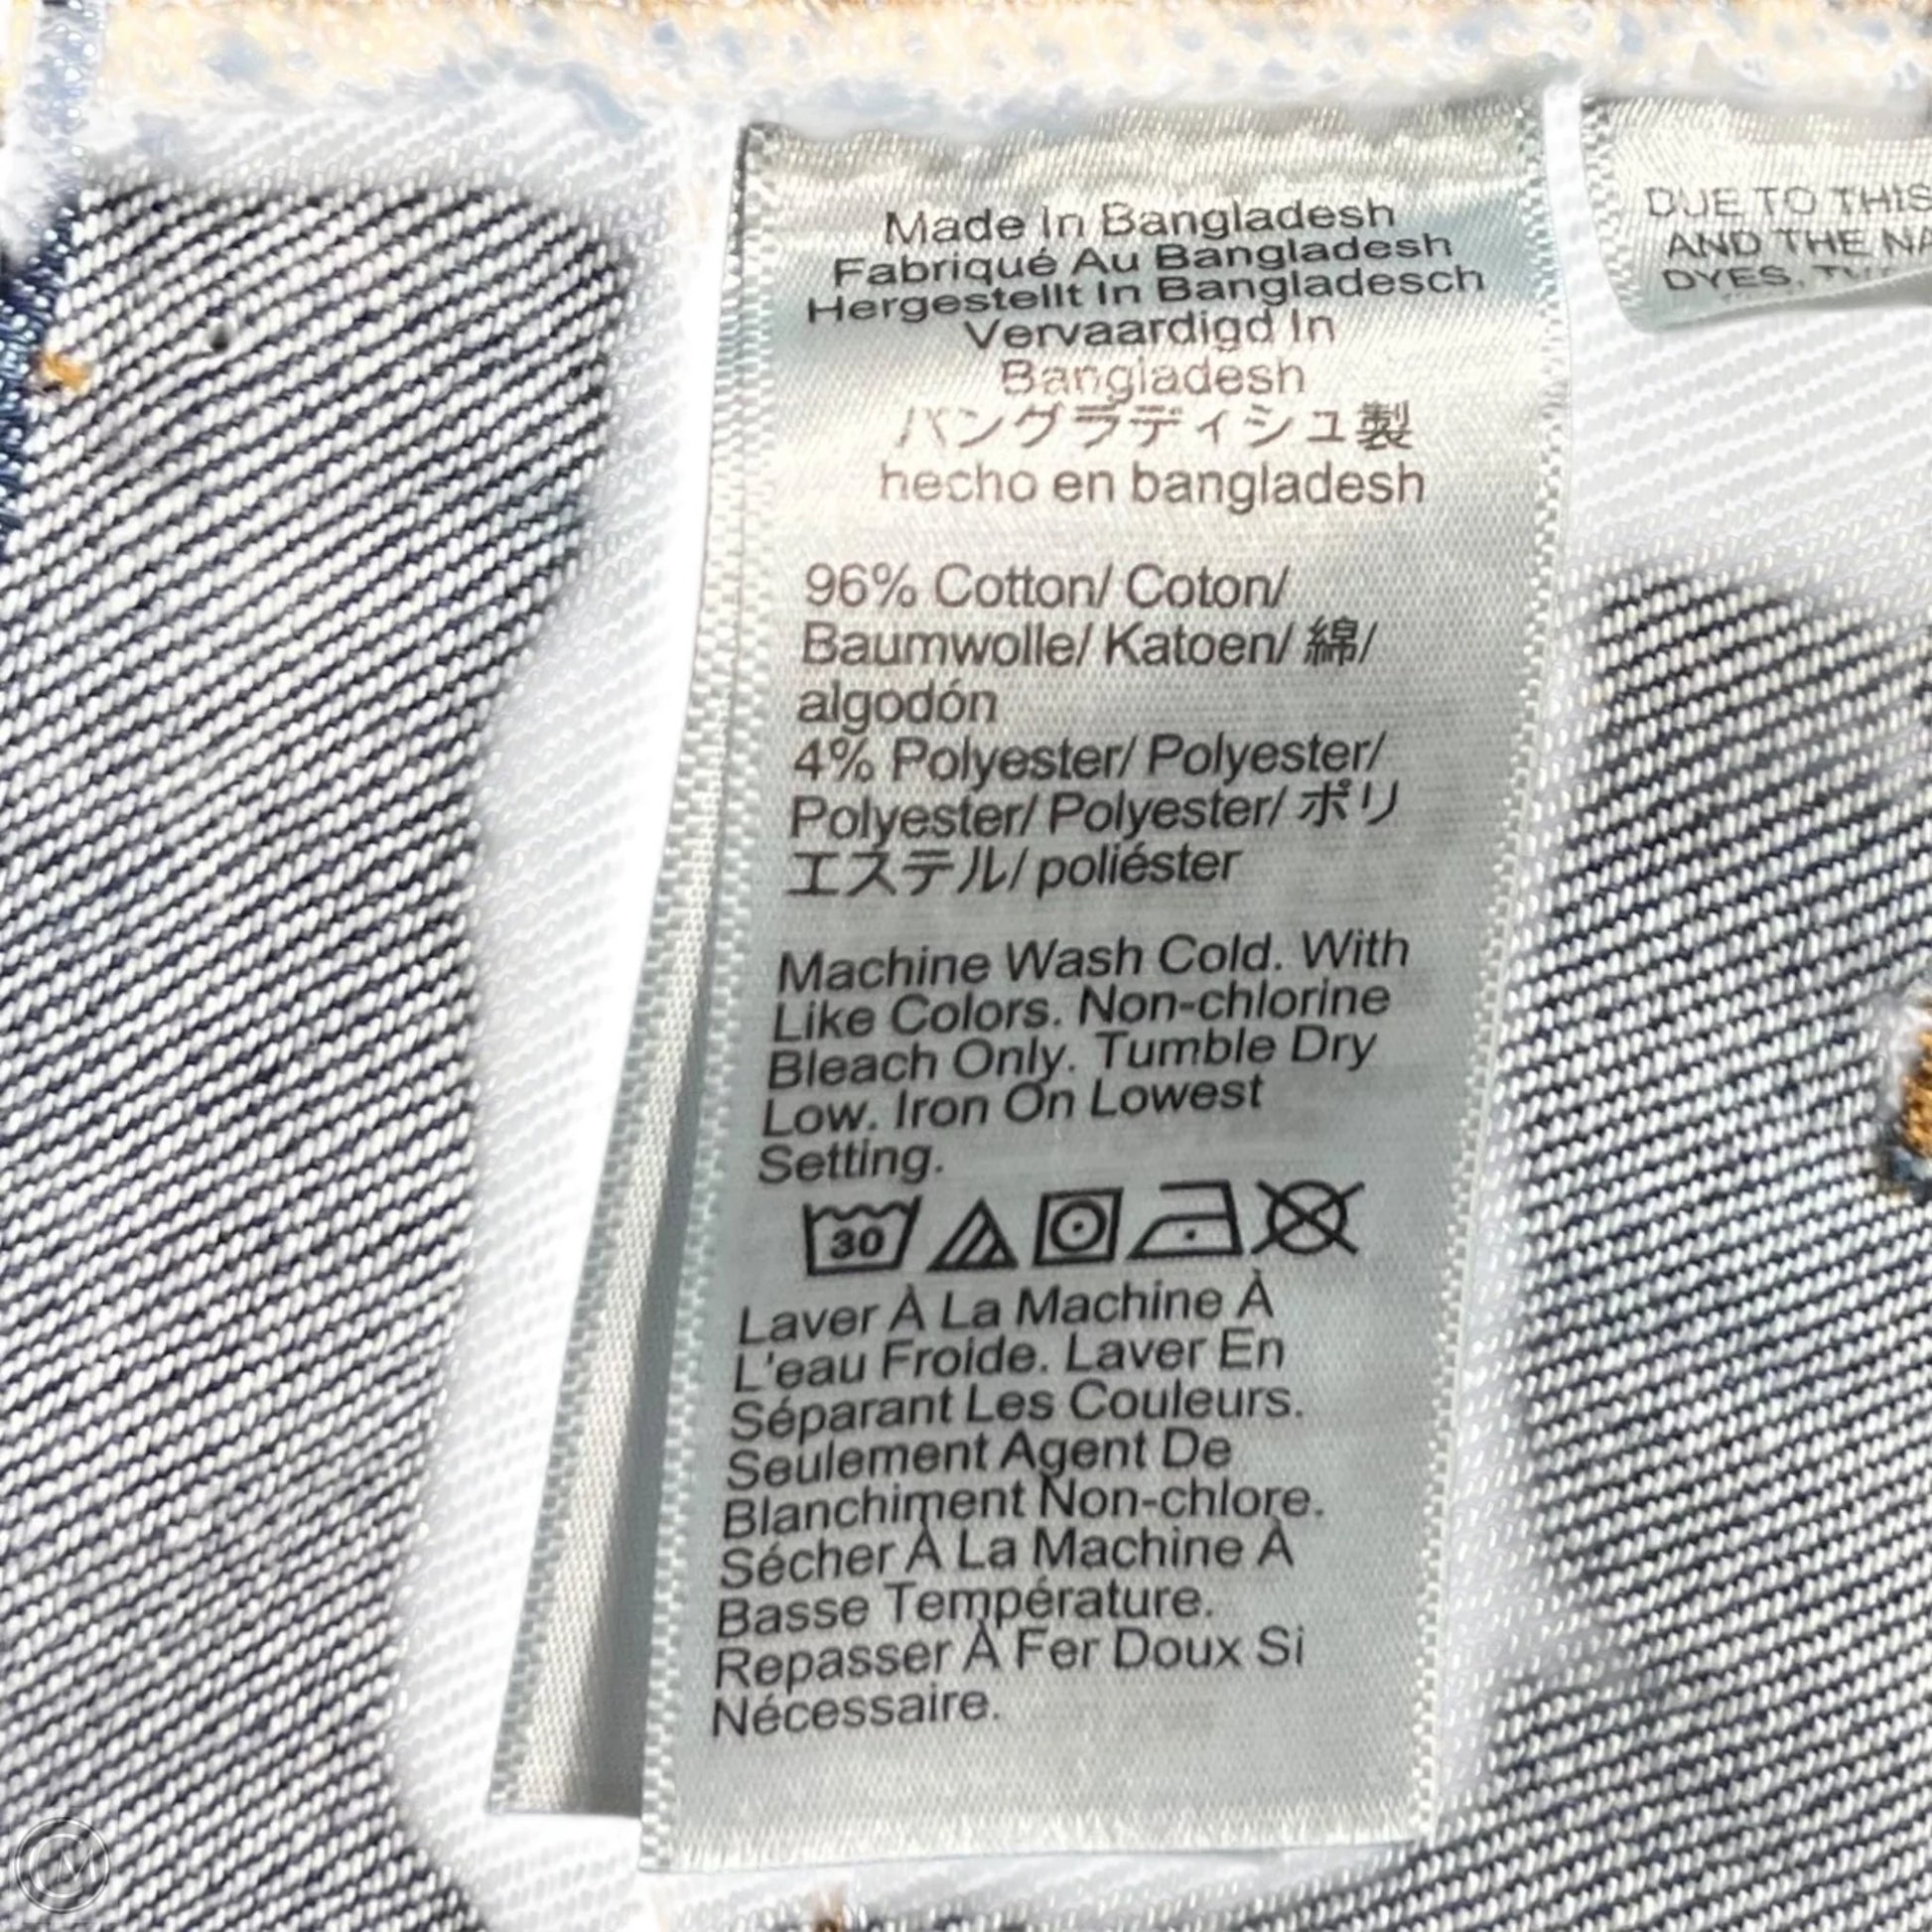 Made In Bangladesh
Fabriqué Au Bangladesh
Hergestellt In Bangladesch
Vervaardigd In
Bangladesh
バングラディシュ製
hecho en bangladesh
96% Cotton/ Coton/
Baumwolle/ Katoen/ 綿/
algodón
4% Polyester/ Polyester/
Polyester/ Polyester/ ポリ
エステル/ poliéster
Machine Wash Cold. With
Like Colors. Non-chlorine
Bleach Only. Tumble Dry
Low. Iron On Lowest
Setting.
30
Laver À La Machine À
L'eau Froide. Laver En
Séparant Les Couleurs.
Seulement Agent De
Blanchiment Non-chlore.
Sécher À La Machine À
Basse Température.
Repasser À Fer Doux Si
Nécessaire.
DUE TO THIS
AND THE
DYES,